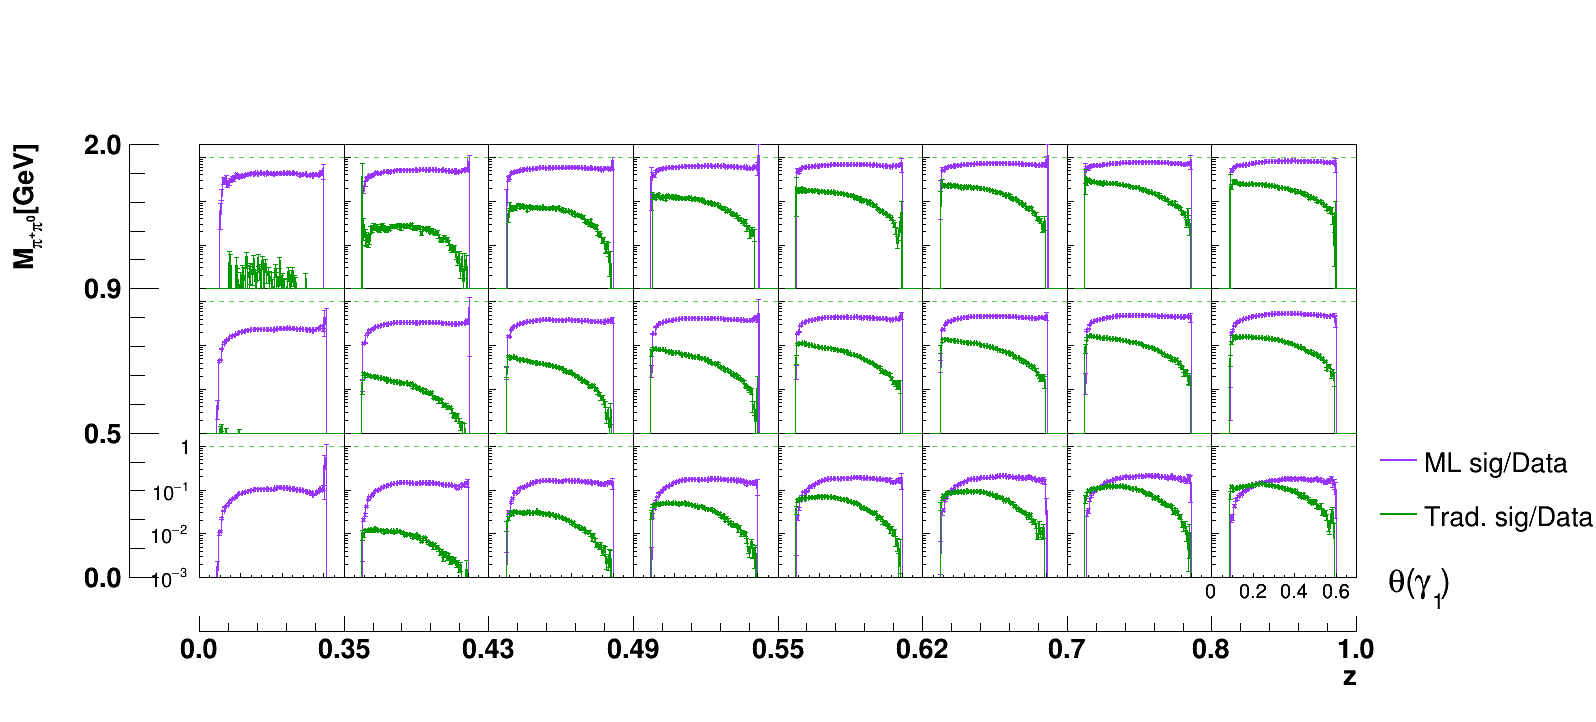 M π⁺π⁰ [GeV]
2.0
0.9
0.5
0.0
1
10⁻¹
10⁻²
10⁻³
ML sig/Data
Trad. sig/Data
0 0.2 0.4 0.6
θ(γ₁)
0.0 0.35 0.43 0.49 0.55 0.62 0.7 0.8 1.0
z